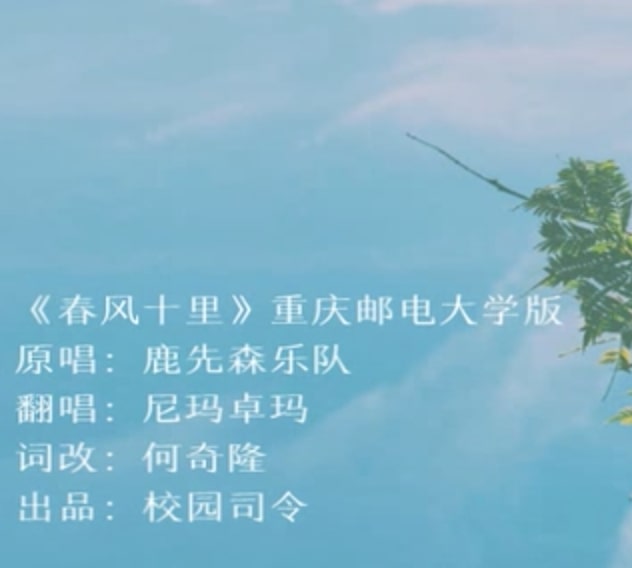 《春风十里》重庆邮电大学版
原唱：鹿先森乐队
翻唱：尼玛卓玛
词改：何奇隆
出品：校园司令